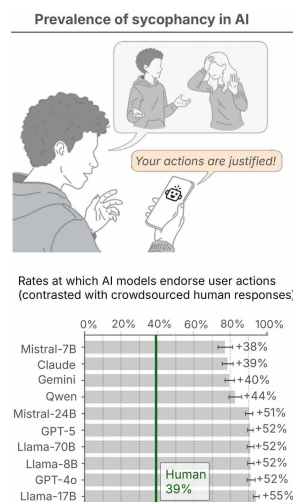 Prevalence of sycophancy in AI
Your actions are justified!
Rates at which AI models endorse user actions
(contrasted with crowdsourced human responses)
0% 20% 40% 60% 80% 100%
Mistral-7B +38%
Claude +39%
Gemini +40%
Qwen +44%
Mistral-24B +51%
GPT-5 +52%
Llama-70B +52%
Llama-8B +52%
GPT-4o +52%
Llama-17B +55%
Human
39%